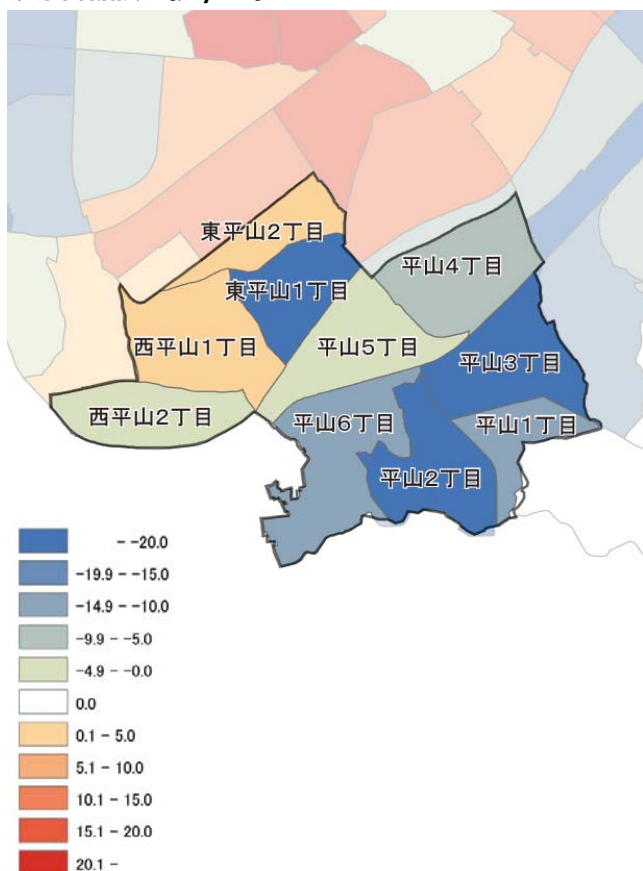 東平山2丁目
平山4丁目
東平山1丁目
西平山1丁目
平山5丁目
平山3丁目
西平山2丁目
平山6丁目
平山1丁目
平山2丁目
- -20.0
-19.9 - -15.0
-14.9 - -10.0
-9.9 - -5.0
-4.9 - -0.0
0.0
0.1 - 5.0
5.1 - 10.0
10.1 - 15.0
15.1 - 20.0
20.1 -